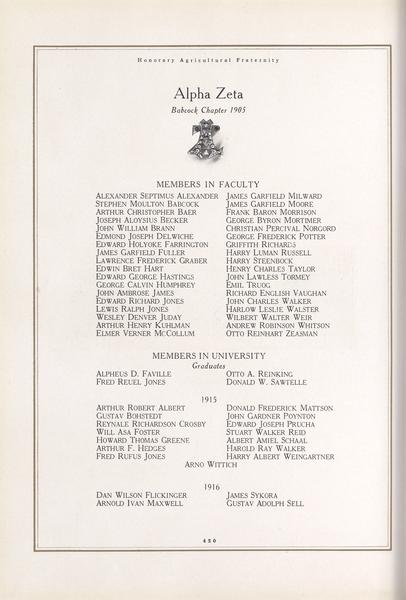 Honorary Agricultural Fraternity
Alpha Zeta
Babcock Chapter 1905
MEMBERS IN FACULTY
ALEXANDER SEPTIMUS ALEXANDER
STEPHEN MOULTON BABCOCK
ARTHUR CHRISTOPHER BAER
JOSEPH ALOYSIUS BECKER
JOHN WILLIAM BRANN
EDMOND JOSEPH DELWICHE
EDWARD HOLYOKE FARRINGTON
JAMES GARFIELD FULLER
LAWRENCE FREDERICK GRABER
EDWIN BRET HART
EDWARD GEORGE HASTINGS
GEORGE CALVIN HUMPHREY
JOHN AMBROSE JAMES
EDWARD RICHARD JONES
LEWIS RALPH JONES
WESLEY DENVER JUDAY
ARTHUR HENRY KUHLMAN
ELMER VERNER MCCOLLUM
JAMES GARFIELD MILWARD
JAMES GARFIELD MOORE
FRANK BARON MORRISON
GEORGE BYRON MORTIMER
CHRISTIAN PERCIVAL NORGORD
GEORGE FREDERICK POTTER
GRIFFITH RICHARDS
HARRY LUMAN RUSSELL
HARRY STEENBOCK
HENRY CHARLES TAYLOR
JOHN LAWLESS TORMEY
EMIL TRUOG
RICHARD ENGLISH VAUGHAN
JOHN CHARLES WALKER
HARLOW LESLIE WALSTER
WILBERT WALTER WEIR
ANDREW ROBINSON WHITSON
OTTO REINHART ZEASMAN
MEMBERS IN UNIVERSITY
Graduates
ALPHEUS D. FAVILLE
FRED REUEL JONES
OTTO A. REINKING
DONALD W. SAWTELLE
1915
ARTHUR ROBERT ALBERT
GUSTAV BOHSTEDT
REYNALE RICHARDSON CROSBY
WILL ASA FOSTER
HOWARD THOMAS GREENE
ARTHUR F. HEDGES
FRED RUFUS JONES
DONALD FREDERICK MATTSON
JOHN GARDNER POYNTON
EDWARD JOSEPH PRUCHA
STUART WALKER REID
ALBERT AMIEL SCHAAL
HAROLD RAY WALKER
HARRY ALBERT WEINGARTNER
ARNO WITTICH
1916
DAN WILSON FLICKINGER
ARNOLD IVAN MAXWELL
JAMES SYKORA
GUSTAV ADOLPH SELL
450